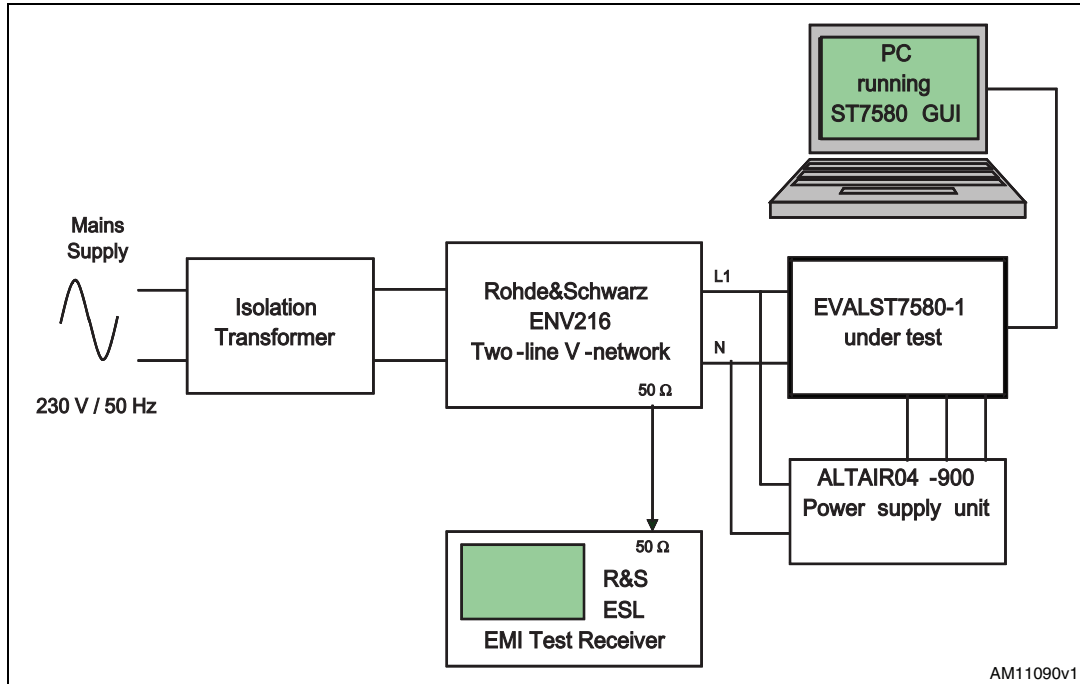 PC
running
ST7580 GUI
Mains
Supply
230 V / 50 Hz
Isolation
Transformer
Rohde&Schwarz
ENV216
Two-line V-network
50 Ω
L1
N
EVALST7580-1
under test
ALTAIR04 -900
Power supply unit
50 Ω
R&S
ESL
EMI Test Receiver
AM11090v1